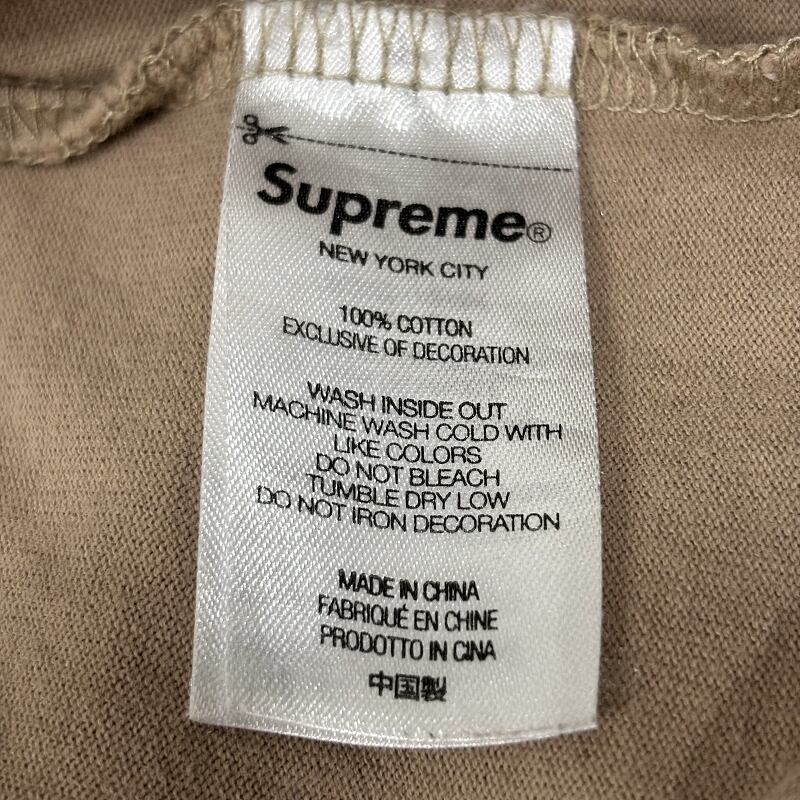 Supreme®
NEW YORK CITY
100% COTTON
EXCLUSIVE OF DECORATION
WASH INSIDE OUT
MACHINE WASH COLD WITH
LIKE COLORS
DO NOT BLEACH
TUMBLE DRY LOW
DO NOT IRON DECORATION
MADE IN CHINA
FABRIQUÉ EN CHINE
PRODOTTO IN CINA
中国製